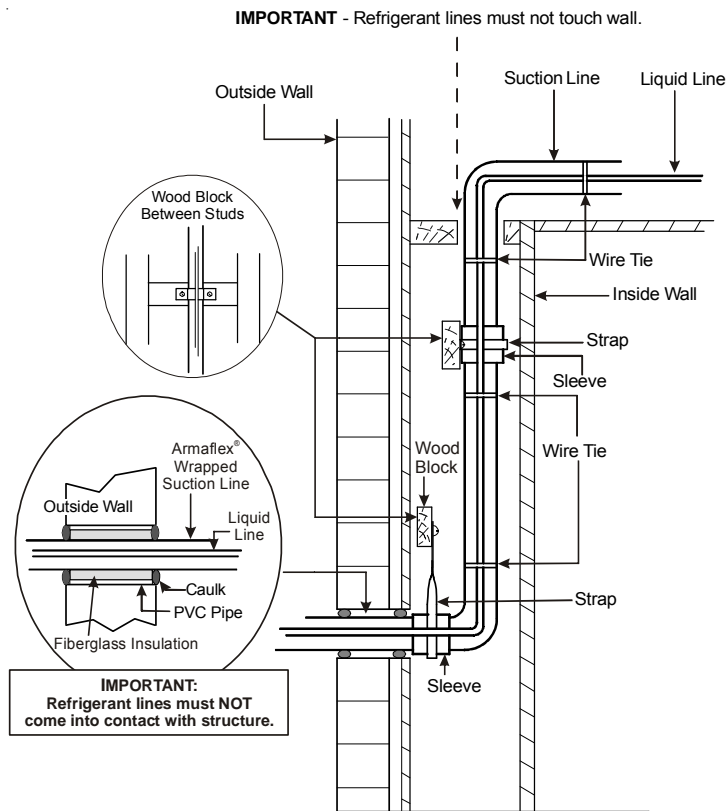 IMPORTANT - Refrigerant lines must not touch wall.
Suction Line
Liquid Line
Outside Wall
Wood Block
Between Studs
Wire Tie
Inside Wall
Strap
Sleeve
Wire Tie
Wood
Block
Armaflex®
Wrapped
Suction Line
Outside Wall
Liquid
Line
Caulk
PVC Pipe
Fiberglass Insulation
Strap
Sleeve
IMPORTANT:
Refrigerant lines must NOT
come into contact with structure.